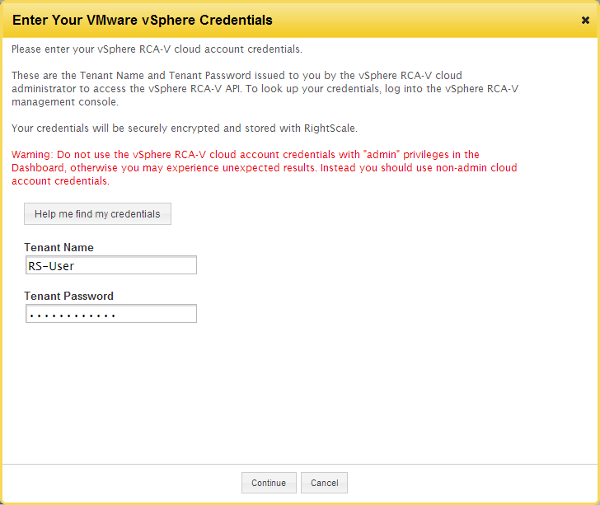 Enter Your VMware vSphere Credentials
Please enter your vSphere RCA-V cloud account credentials.
These are the Tenant Name and Tenant Password issued to you by the vSphere RCA-V cloud
administrator to access the vSphere RCA-V API. To look up your credentials, log into the vSphere RCA-V
management console.
Your credentials will be securely encrypted and stored with RightScale.
Warning: Do not use the vSphere RCA-V cloud account credentials with "admin" privileges in the
Dashboard, otherwise you may experience unexpected results. Instead you should use non-admin cloud
account credentials.
Help me find my credentials
Tenant Name
RS-User
Tenant Password
............
Continue Cancel